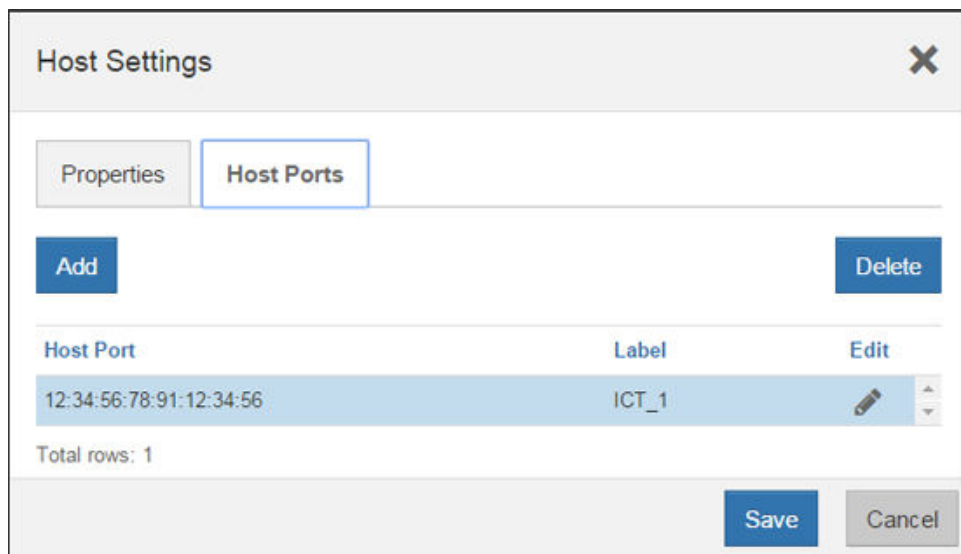 Host Settings
Properties Host Ports
Add Delete
Host Port Label Edit
12:34:56:78:91:12:34:56 ICT_1
Total rows: 1
Save Cancel